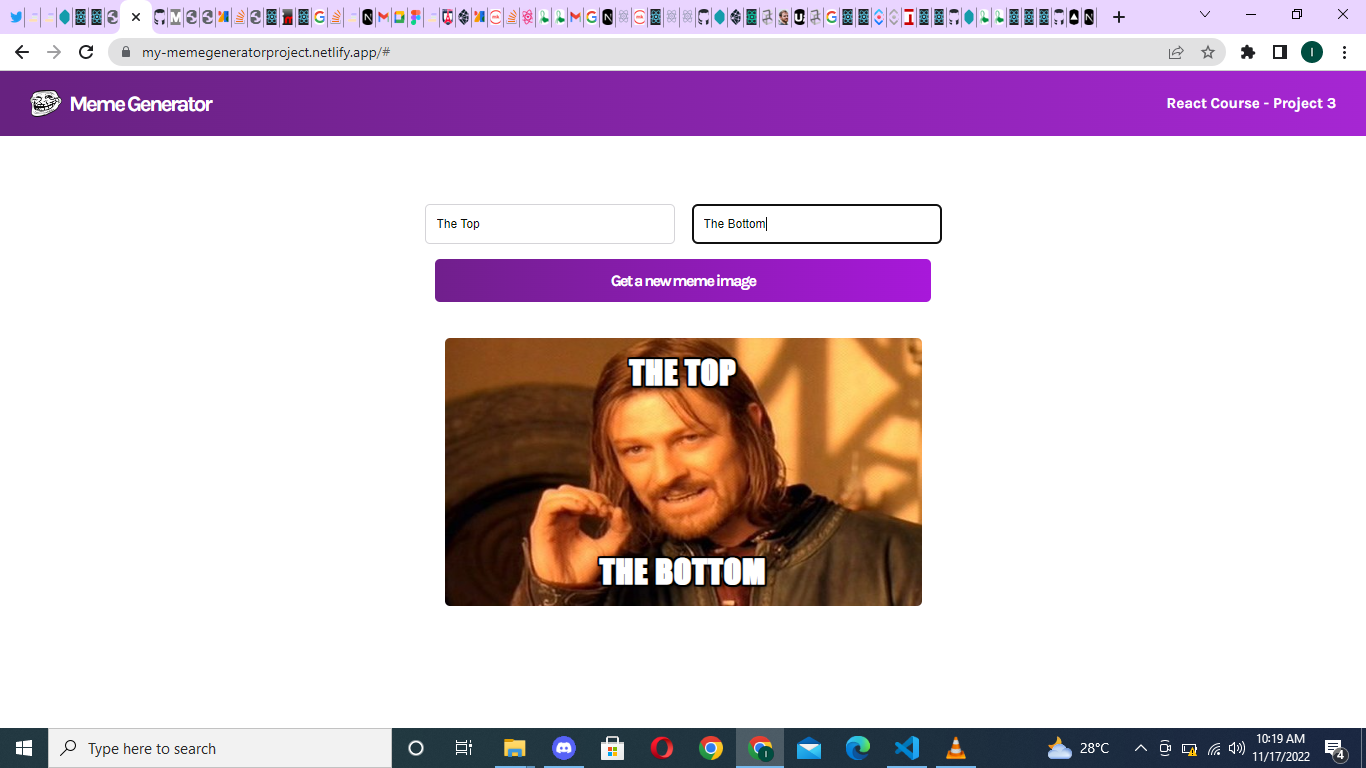 my-memegeneratorproject.netlify.app/#
I
Meme Generator
React Course - Project 3
The Top
The Bottom
Get a new meme image
THE TOP
THE BOTTOM
Type here to search
28°C
10:19 AM
11/17/2022
4